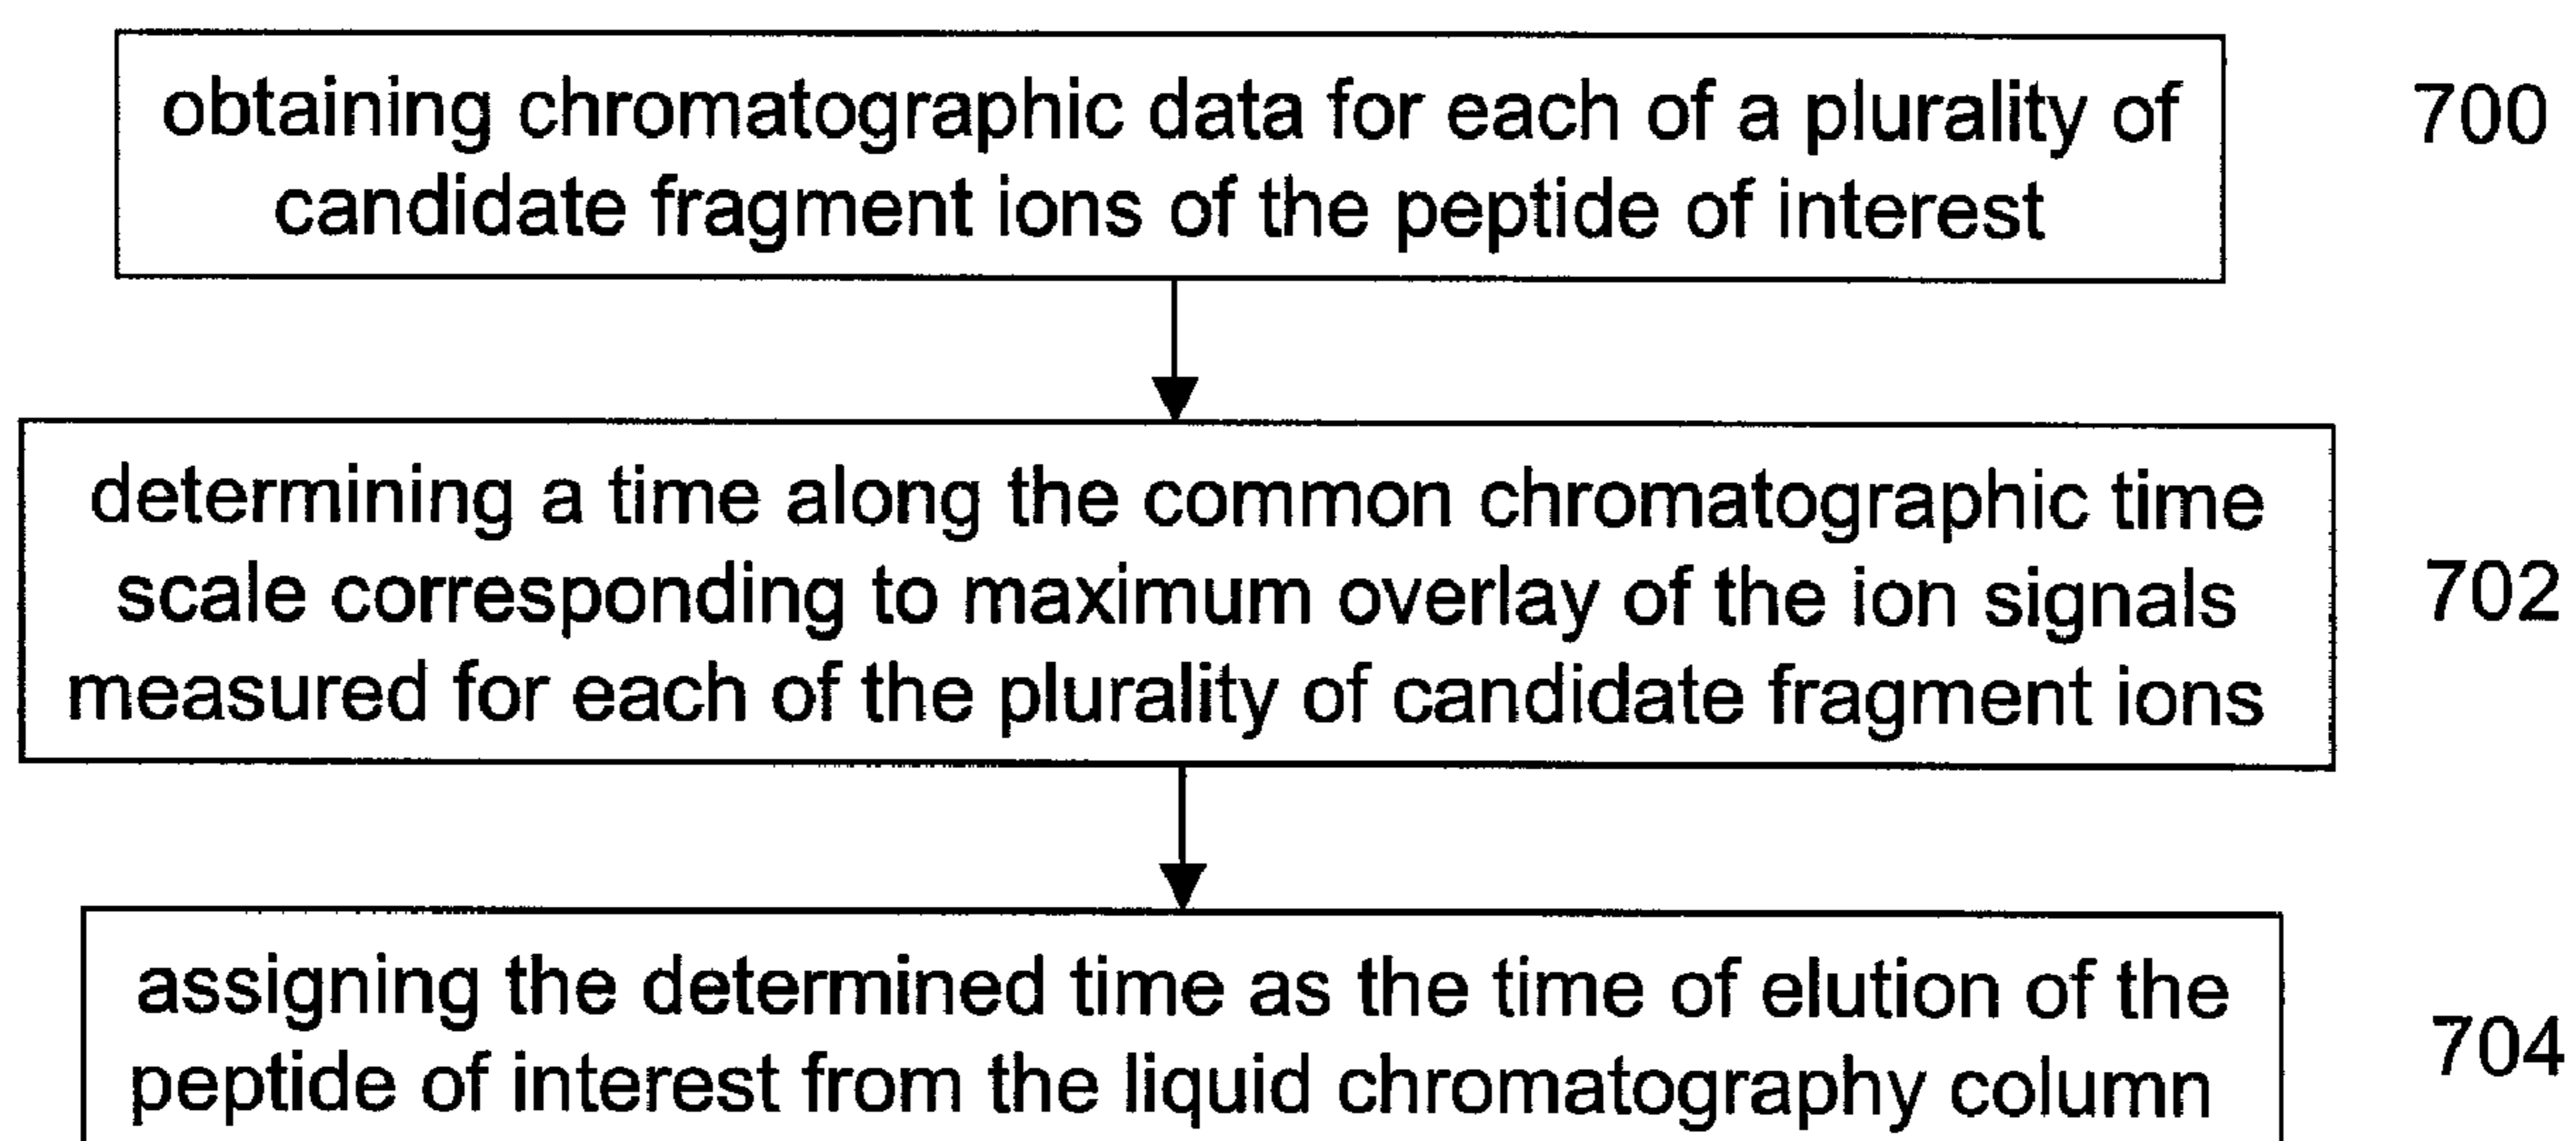 obtaining chromatographic data for each of a plurality of
candidate fragment ions of the peptide of interest
700
determining a time along the common chromatographic time
scale corresponding to maximum overlay of the ion signals
measured for each of the plurality of candidate fragment ions
702
assigning the determined time as the time of elution of the
peptide of interest from the liquid chromatography column
704